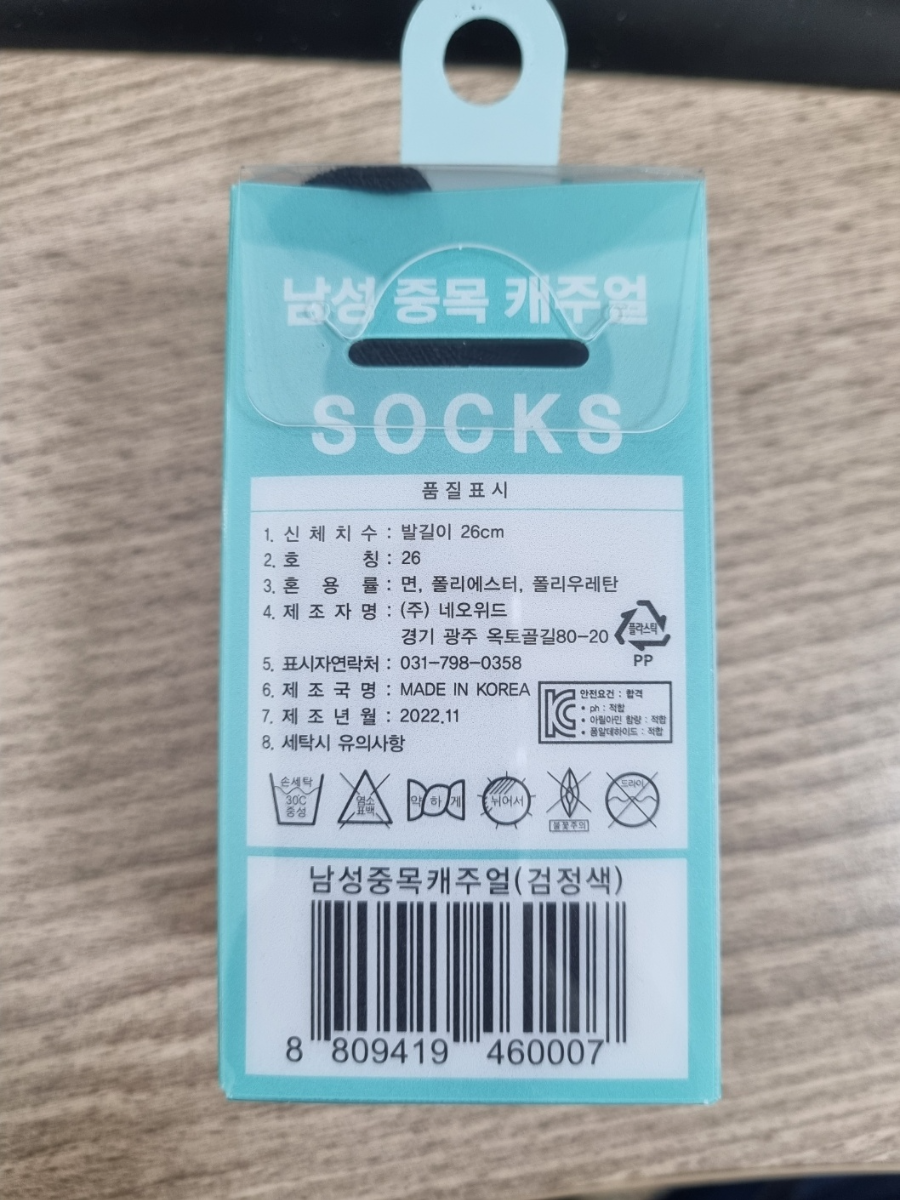 남성 중목 캐주얼
SOCKS
품질표시
1. 신 체 치 수 : 발길이 26cm
2. 호 칭 : 26
3. 혼 용 률 : 면, 폴리에스터, 폴리우레탄
4. 제 조 자 명 : (주) 네오위드
경기 광주 옥토골길80-20
플라스틱
PP
5. 표시자연락처 : 031-798-0358
6. 제 조 국 명 : MADE IN KOREA
7. 제 조 년 월 : 2022.11
8. 세탁시 유의사항
안전요건 : 합격
• ph : 적합
• 아릴아민 함량 : 적합
• 폼알데하이드 : 적합
손세탁
30C
중성
염소
표백
약하게
뉘어서
불꽃주의
드라이
남성중목캐주얼(검정색)
8 809419 460007